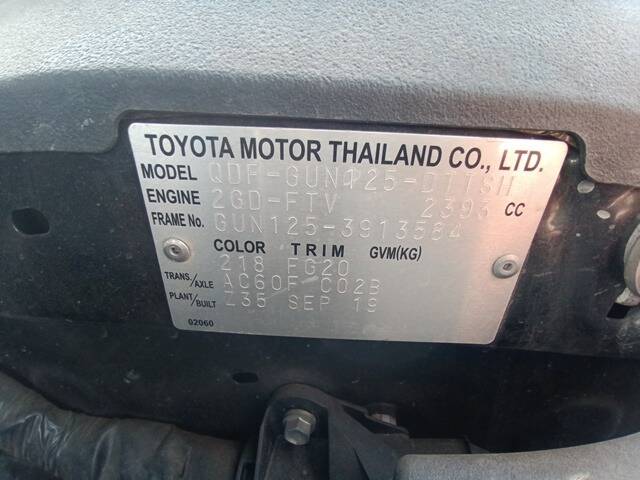 TOYOTA MOTOR THAILAND CO., LTD.
MODEL QDF-GUN125-DTTSH
ENGINE 2GD-FTV 2393 CC
FRAME No. GUN125-3913584
COLOR TRIM GVM(KG)
218 FG20
TRANS./AXLE AC60F C02B
PLANT/BUILT Z35 SEP 19
02060